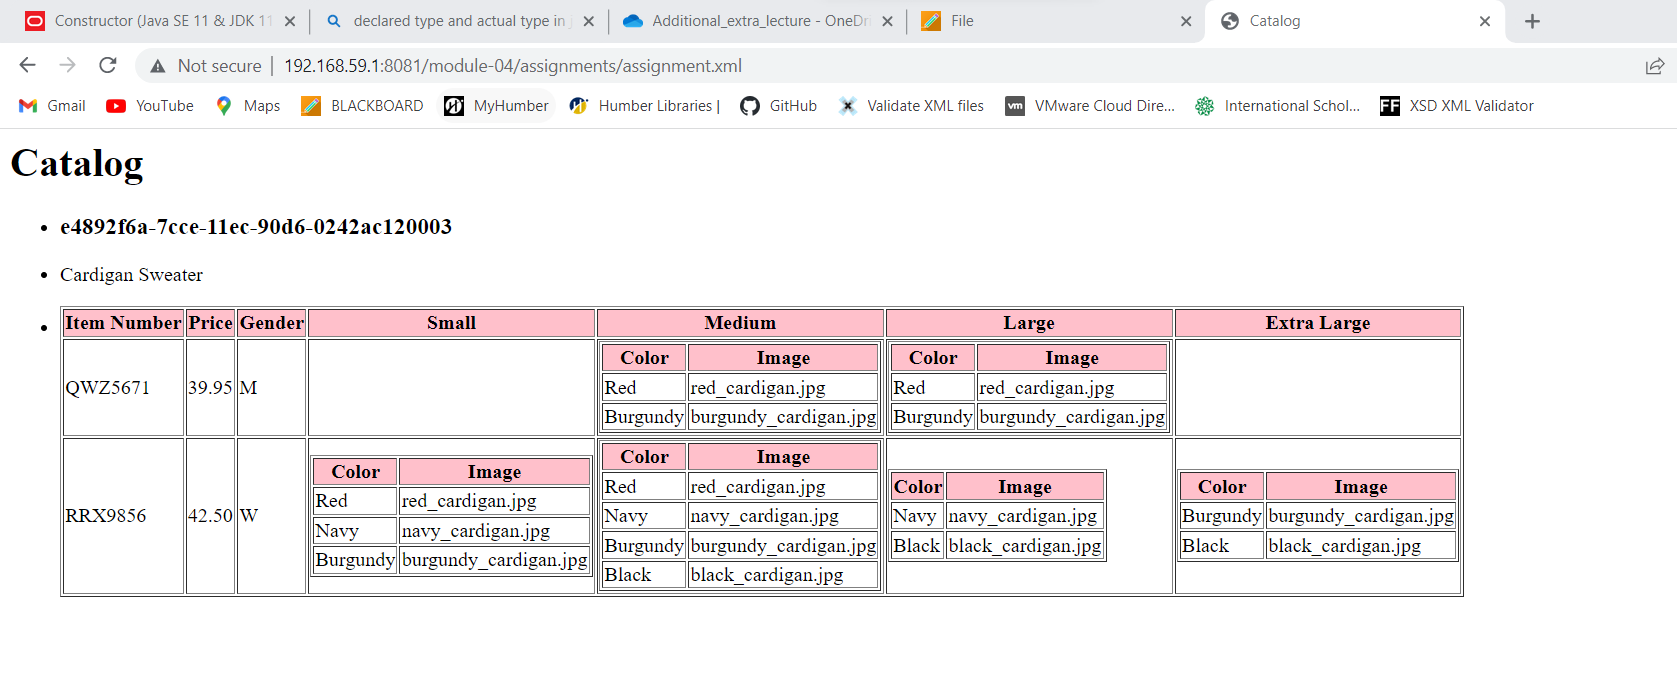 Constructor (Java SE 11 & JDK 11
declared type and actual type in j
Additional_extra_lecture - OneDri
File
Catalog
Not secure
192.168.59.1:8081/module-04/assignments/assignment.xml
Gmail
YouTube
Maps
BLACKBOARD
MyHumber
Humber Libraries |
GitHub
Validate XML files
vm
VMware Cloud Dire...
International Schol...
FF
XSD XML Validator
Catalog
e4892f6a-7cce-11ec-90d6-0242ac120003
Cardigan Sweater
Item Number Price Gender Small Medium Large Extra Large
QWZ5671 39.95 M
Color Image
Red red_cardigan.jpg
Burgundy burgundy_cardigan.jpg
Color Image
Red red_cardigan.jpg
Burgundy burgundy_cardigan.jpg
RRX9856 42.50 W
Color Image
Red red_cardigan.jpg
Navy navy_cardigan.jpg
Burgundy burgundy_cardigan.jpg
Color Image
Red red_cardigan.jpg
Navy navy_cardigan.jpg
Burgundy burgundy_cardigan.jpg
Black black_cardigan.jpg
Color Image
Navy navy_cardigan.jpg
Black black_cardigan.jpg
Color Image
Burgundy burgundy_cardigan.jpg
Black black_cardigan.jpg